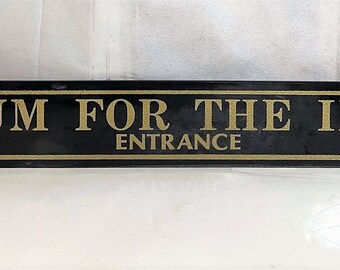 UM FOR THE I
ENTRANCE